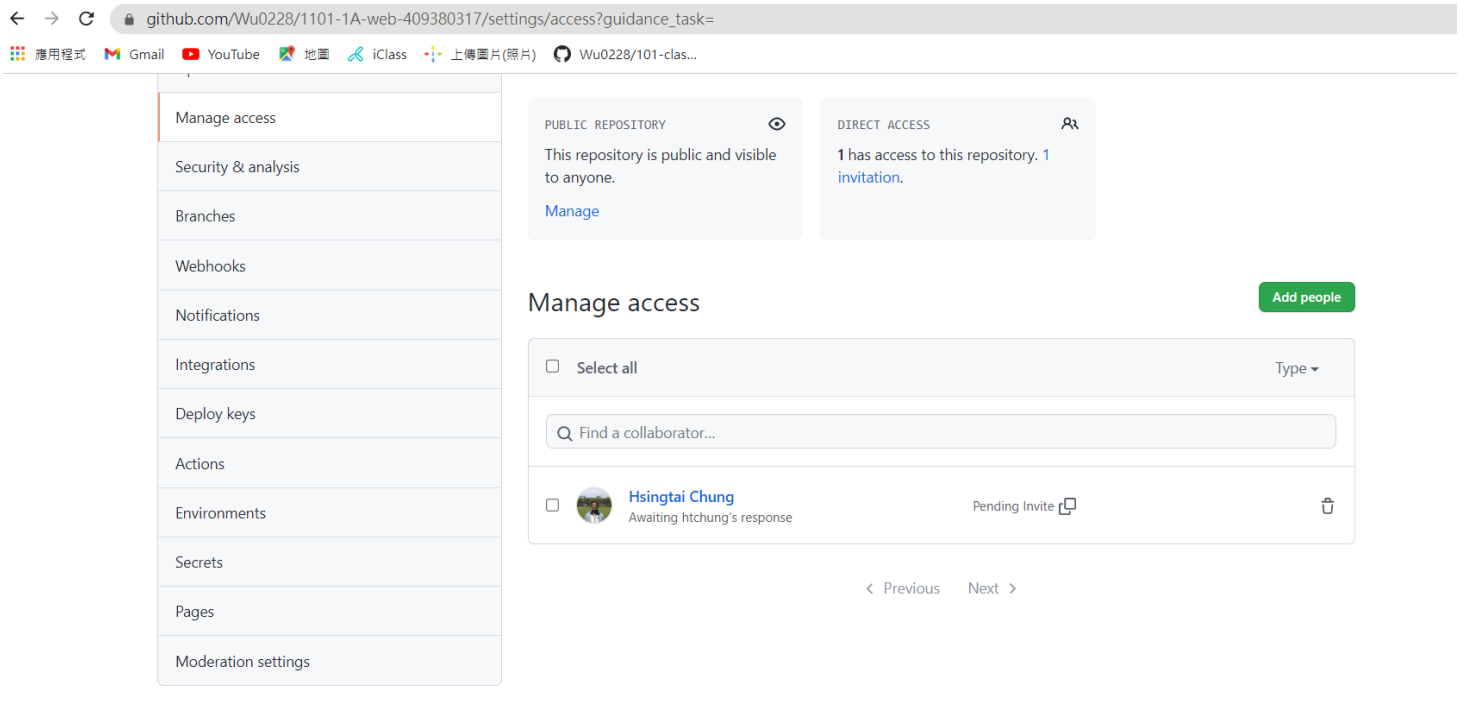 github.com/Wu0228/1101-1A-web-409380317/settings/access?guidance_task=
應用程式 Gmail YouTube 地圖 iClass 上傳圖片(照片) Wu0228/101-clas...
Manage access
Security & analysis
Branches
Webhooks
Notifications
Integrations
Deploy keys
Actions
Environments
Secrets
Pages
Moderation settings
PUBLIC REPOSITORY
This repository is public and visible
to anyone.
Manage
DIRECT ACCESS
1 has access to this repository. 1
invitation.
Manage access
Add people
Select all
Type
Find a collaborator...
Hsingtai Chung
Awaiting htchung's response
Pending Invite
Previous Next